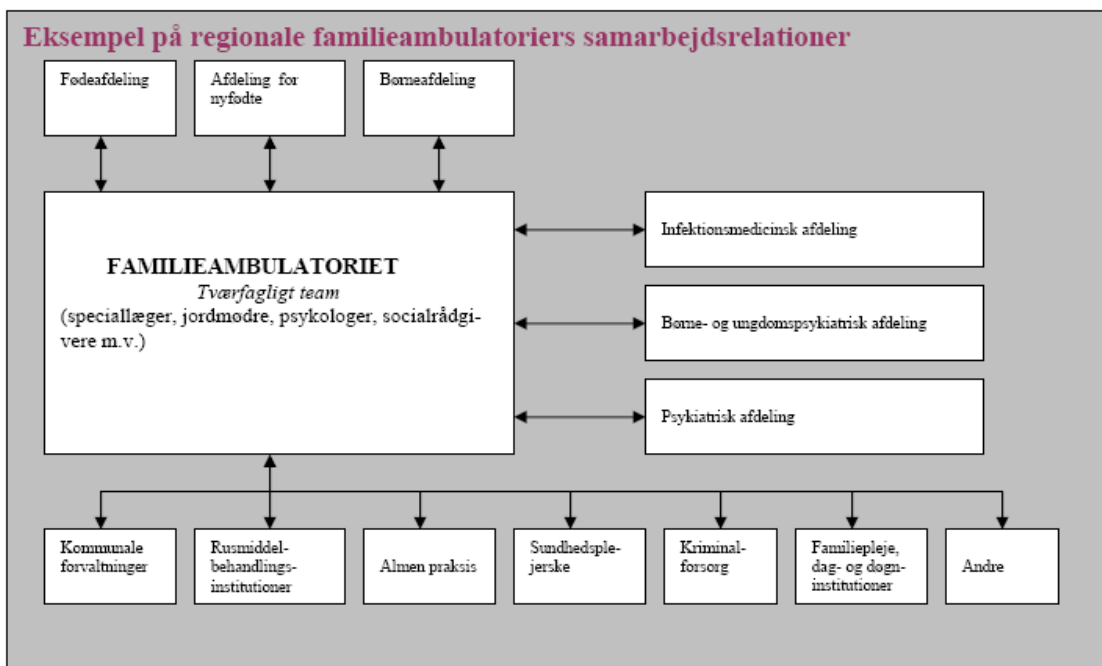 Eksempel på regionale familieambulatoriers samarbejdsrelationer
Fødeafdeling
Afdeling for
nyfødte
Børneafdeling
FAMILIEAMBULATORIET
Tværfagligt team
(speciallæger, jordmødre, psykologer, socialrådgi-
vere m.v.)
Infektionsmedicinsk afdeling
Børne- og ungdomspsykiatrisk afdeling
Psykiatrisk afdeling
Kommunale
forvaltninger
Rusmiddel-
behandlings-
institutioner
Almen praksis
Sundhedsple-
jerske
Kriminal-
forsorg
Familiepleje,
dag- og døgn-
institutioner
Andre